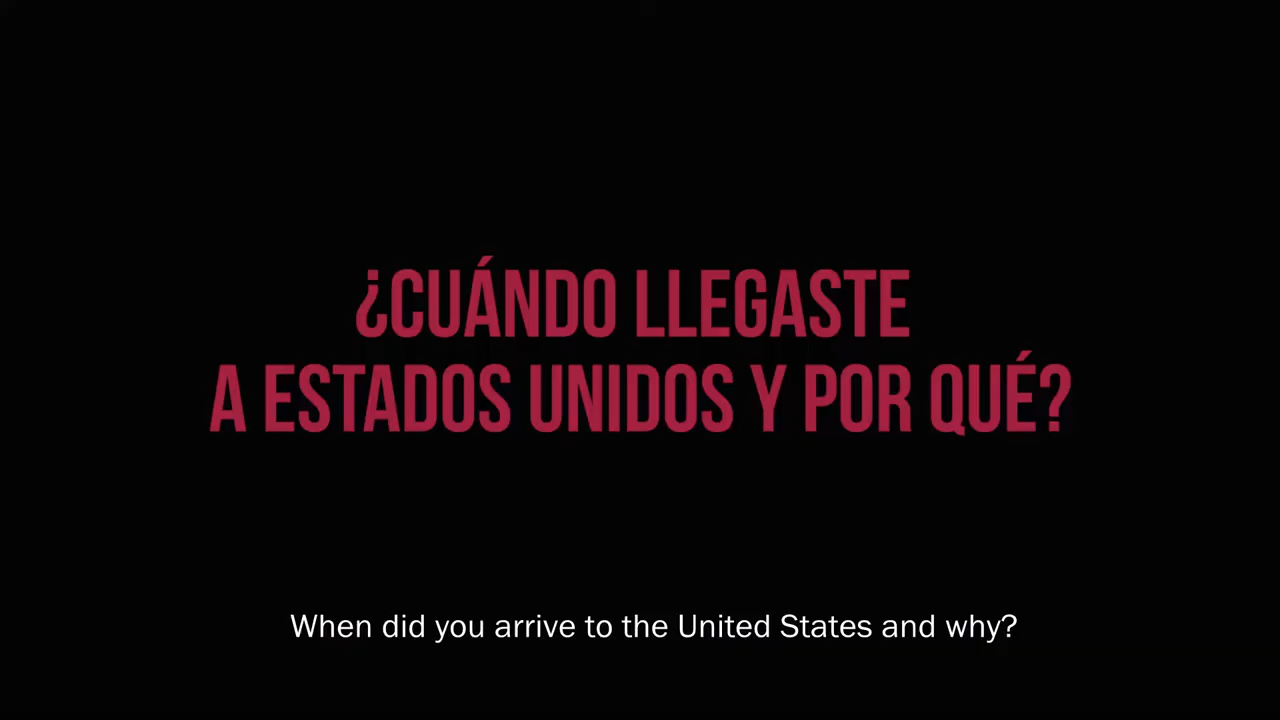 ¿CUÁNDO LLEGASTE
A ESTADOS UNIDOS Y POR QUÉ?
When did you arrive to the United States and why?